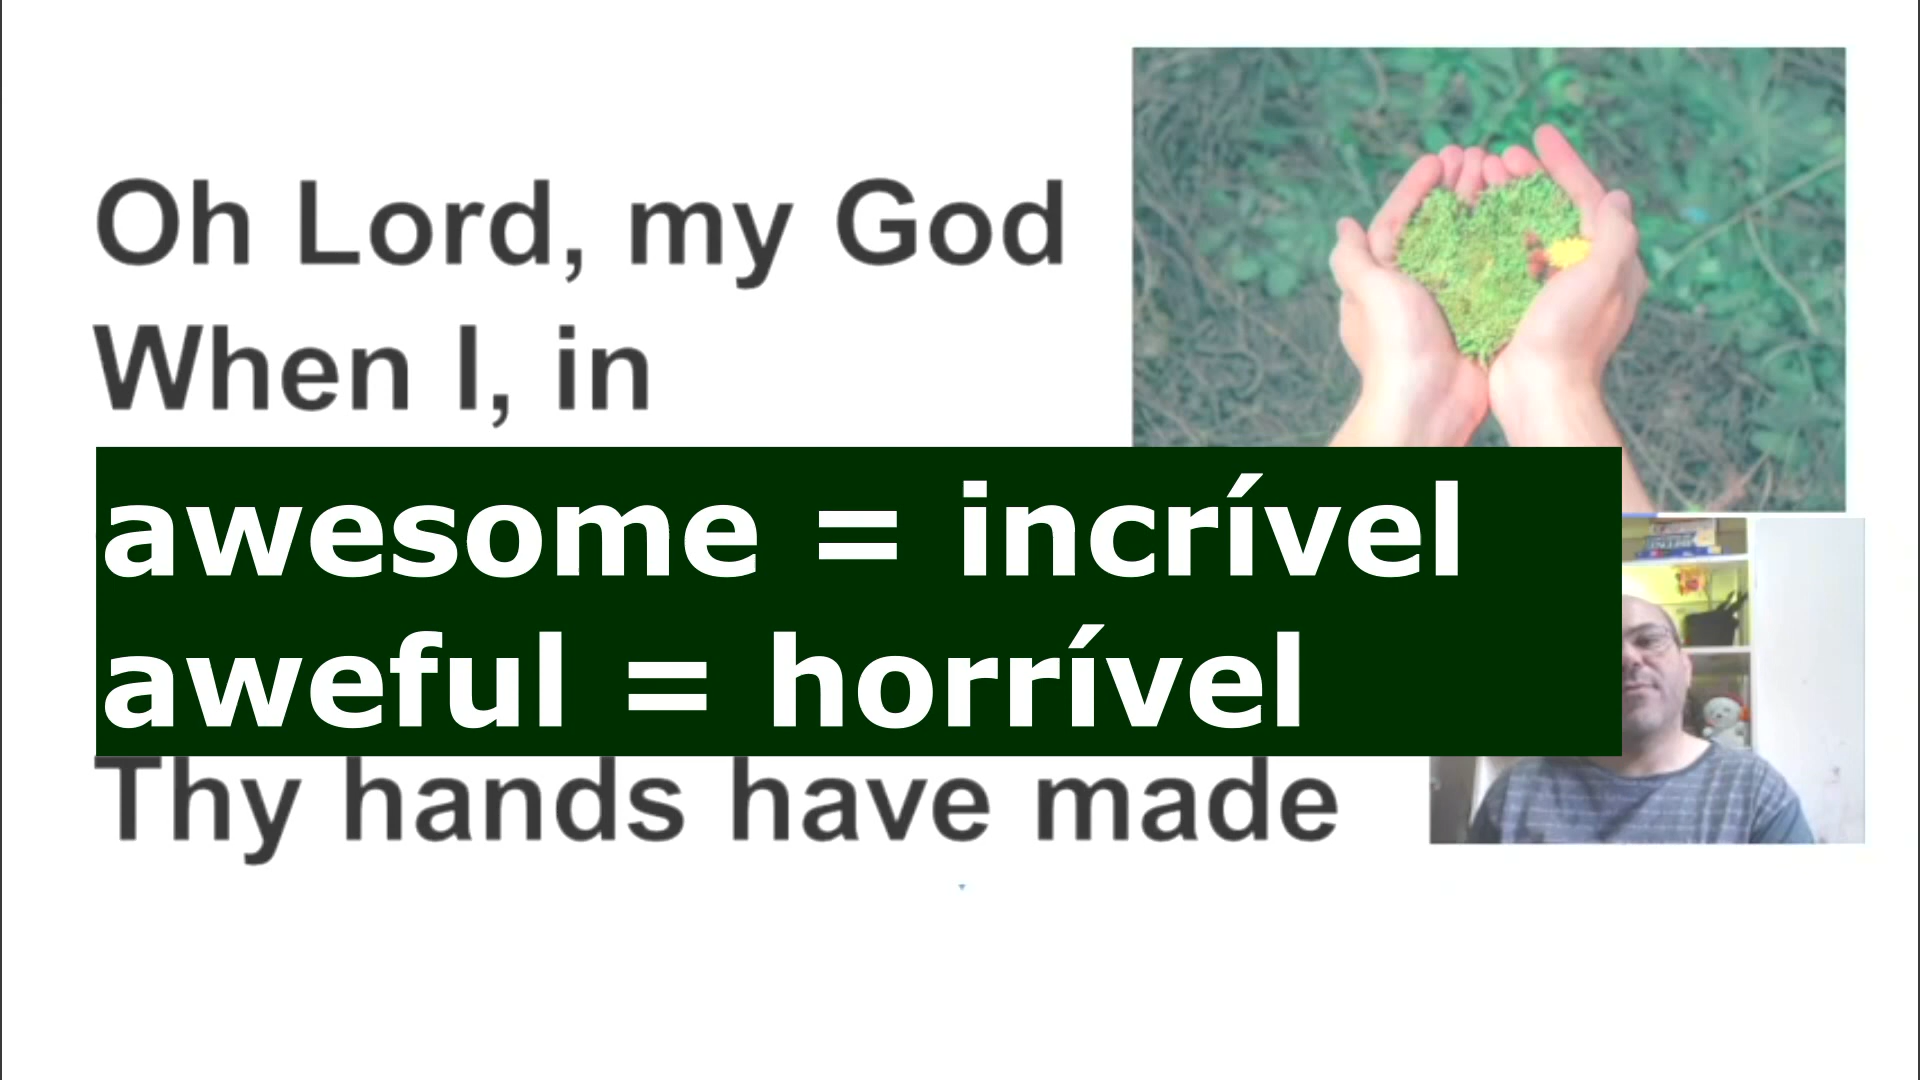 Oh Lord, my God
When I, in
awesome = incrível
aweful = horrível
Thy hands have made